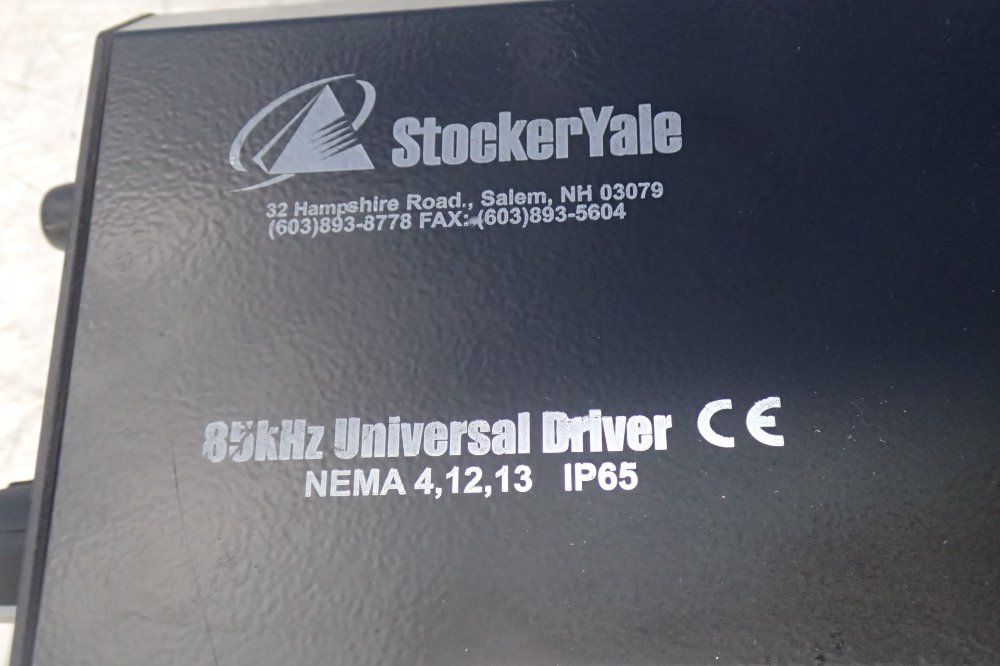 StockerYale
32 Hampshire Road., Salem, NH 03079
(603)893-8778 FAX: (603)893-5604
85kHz Universal Driver CE
NEMA 4,12,13 IP65